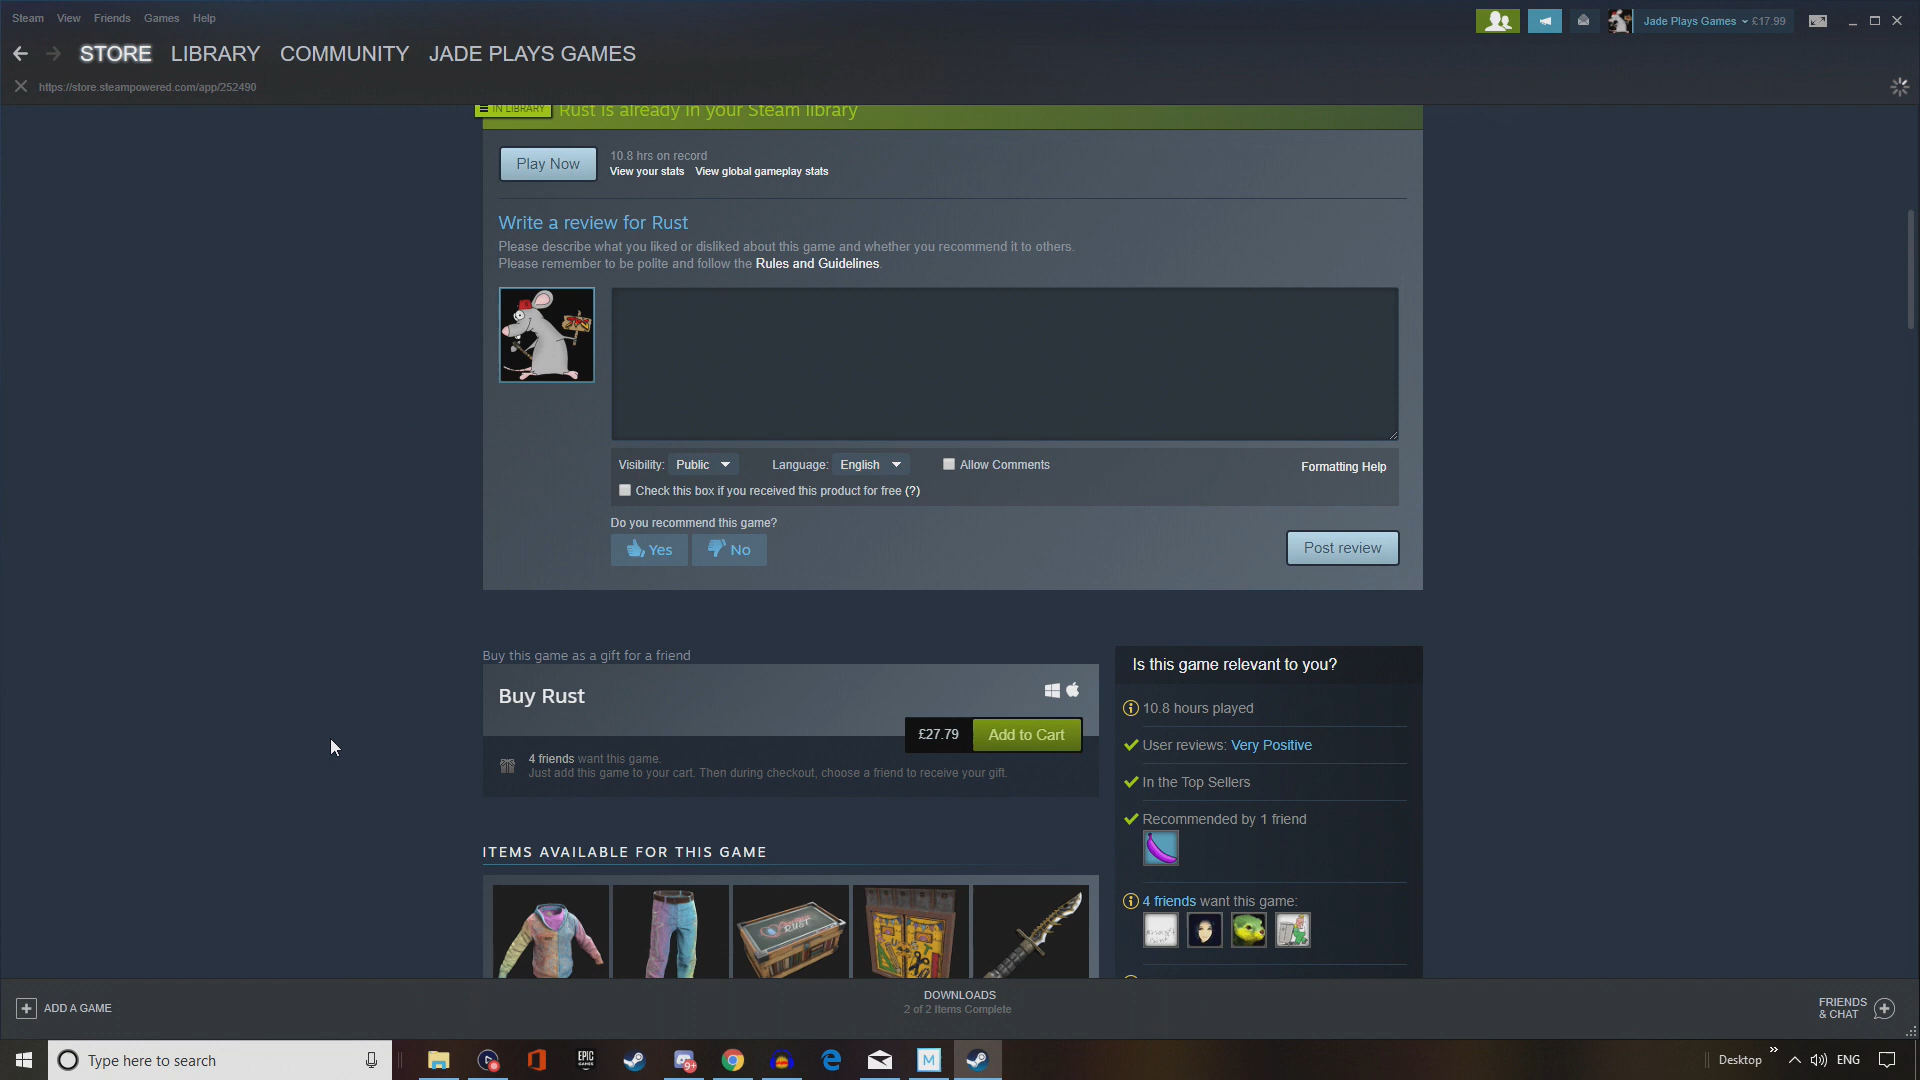 Steam View Friends Games Help
Jade Plays Games £17.99
STORE LIBRARY COMMUNITY JADE PLAYS GAMES
https://store.steampowered.com/app/252490
IN LIBRARY Rust is already in your Steam library
Play Now
10.8 hrs on record
View your stats View global gameplay stats
Write a review for Rust
Please describe what you liked or disliked about this game and whether you recommend it to others.
Please remember to be polite and follow the Rules and Guidelines
Visibility: Public Language: English Allow Comments Formatting Help
Check this box if you received this product for free (?)
Do you recommend this game?
Yes No
Post review
Buy this game as a gift for a friend
Buy Rust
£27.79 Add to Cart
4 friends want this game.
Just add this game to your cart. Then during checkout, choose a friend to receive your gift.
ITEMS AVAILABLE FOR THIS GAME
RUST
Is this game relevant to you?
10.8 hours played
User reviews: Very Positive
In the Top Sellers
Recommended by 1 friend
4 friends want this game:
ADD A GAME
DOWNLOADS
2 of 2 Items Complete
FRIENDS
& CHAT
Type here to search
EPIC
GAMES
9+
M
Desktop
ENG